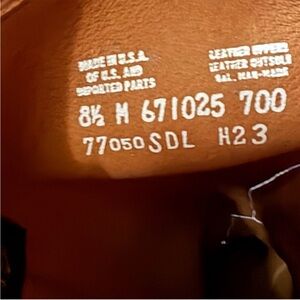 MADE IN U.S.A.
OF U.S. AND
IMPORTED PARTS
LEATHER UPPERS
LEATHER OUTSOLE
BAL. MAN-MADE
8½ M 671025 700
77050 SDL H23